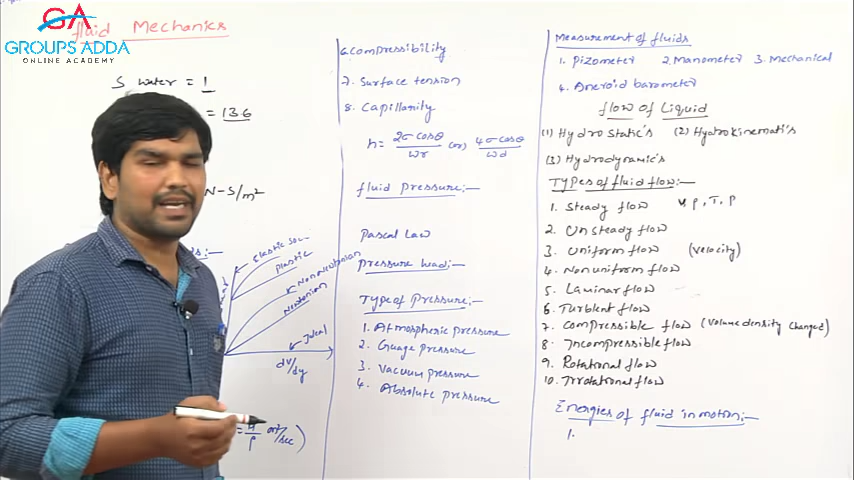 GA
GROUPS ADDA
ONLINE ACADEMY
fluid Mechanics
S water = 1
= 13.6
N-S/m²
elastic
plastic
Non Newtonian
Newtonian
Ideal
dv/dy
= μ/ρ m²/sec)
6. compressibility
7. Surface tension
8. Capillarity
h = 2σ cosθ/wr (or) 4σ cosθ/wd
fluid pressure:-
Pascal Law
pressure head:-
Type of Pressure:-
1. Atmospheric pressure
2. Guage pressure
3. Vacuum pressure
4. Absolute pressure
Measurement of fluids
1. Pizometer 2. Manometer 3. Mechanical
4. Aneroid barometer
flow of Liquid
(1) Hydrostatic's (2) Hydrokinemati's
(3) Hydrodynamic's
Types of fluid flow:-
1. Steady flow P, T, ρ
2. Unsteady flow
3. Uniform flow (velocity)
4. Nonuniform flow
5. Laminar flow
6. Turblent flow
7. Compressible flow (Volume density changed)
8. Incompressible flow
9. Rotational flow
10. Irrotational flow
Energies of fluid in motion:-
1.